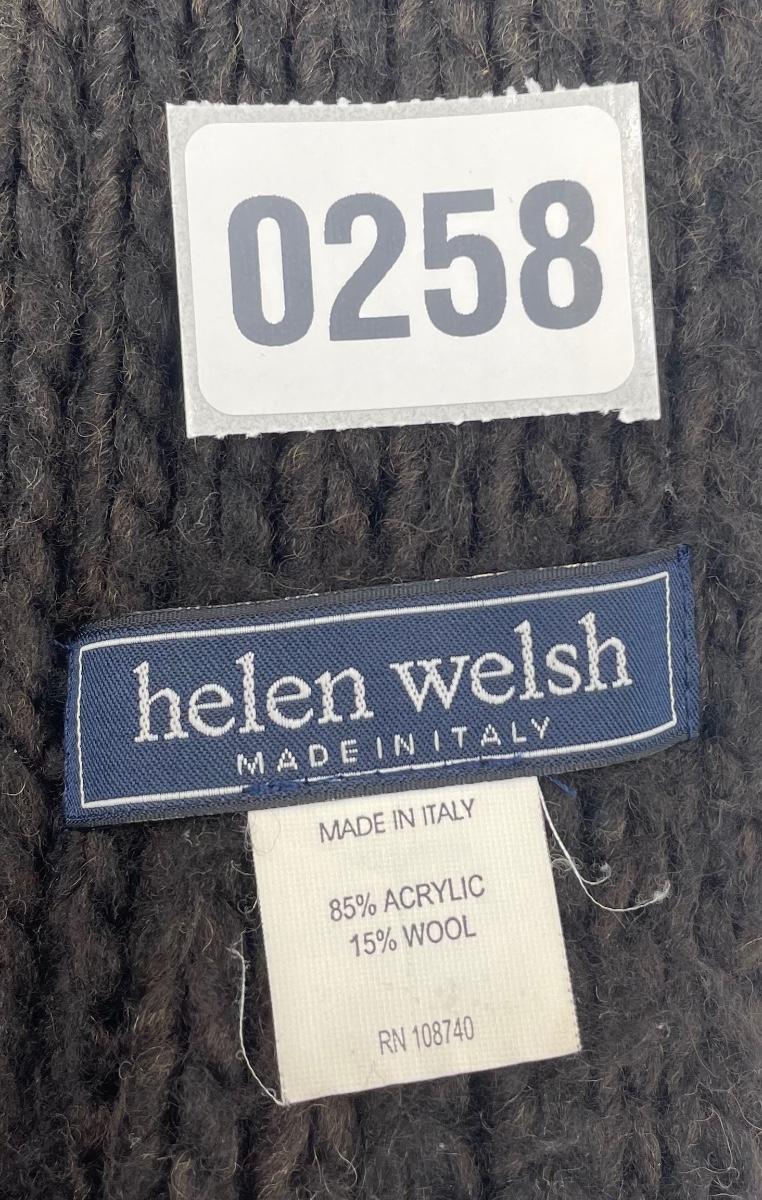 0258
helen welsh
MADE IN ITALY
MADE IN ITALY
85% ACRYLIC
15% WOOL
RN 108740